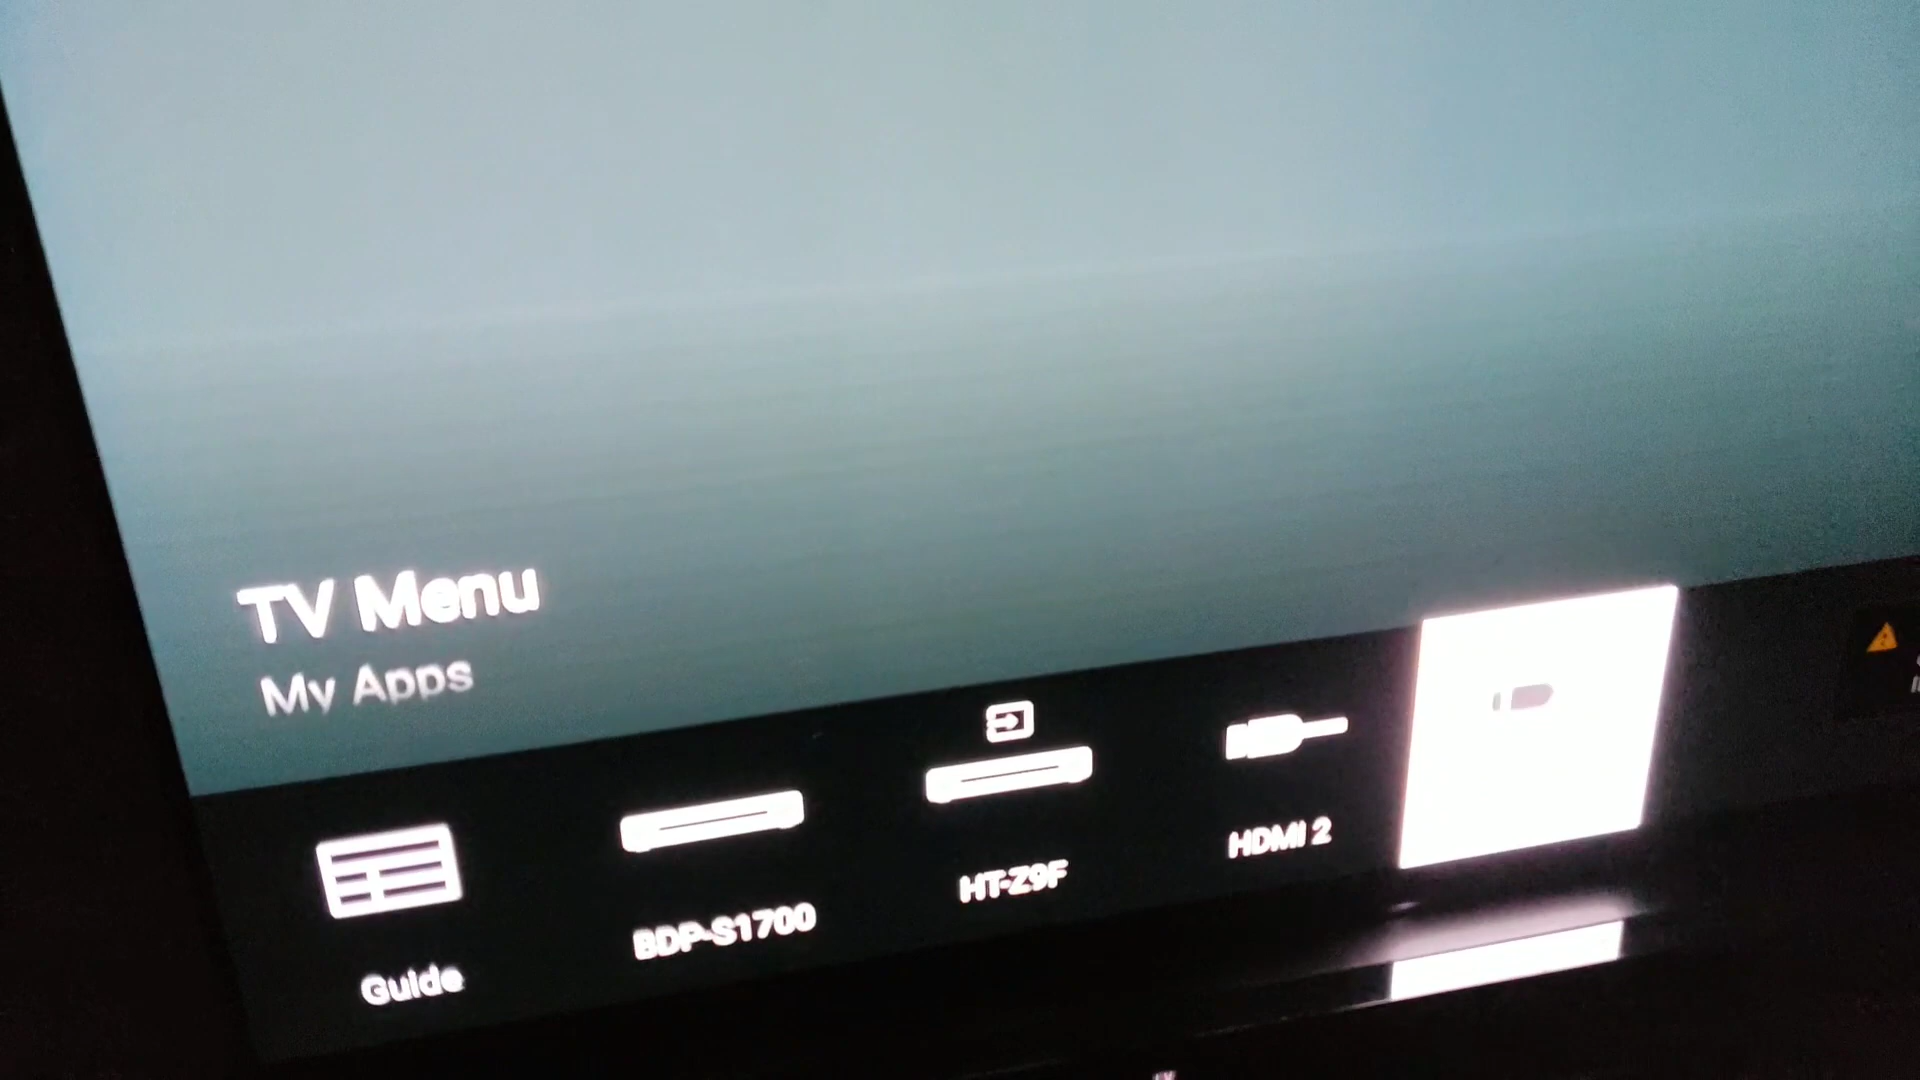 TV Menu
My Apps
Guide
BDP-S1700
HT-Z9F
HDMI 2